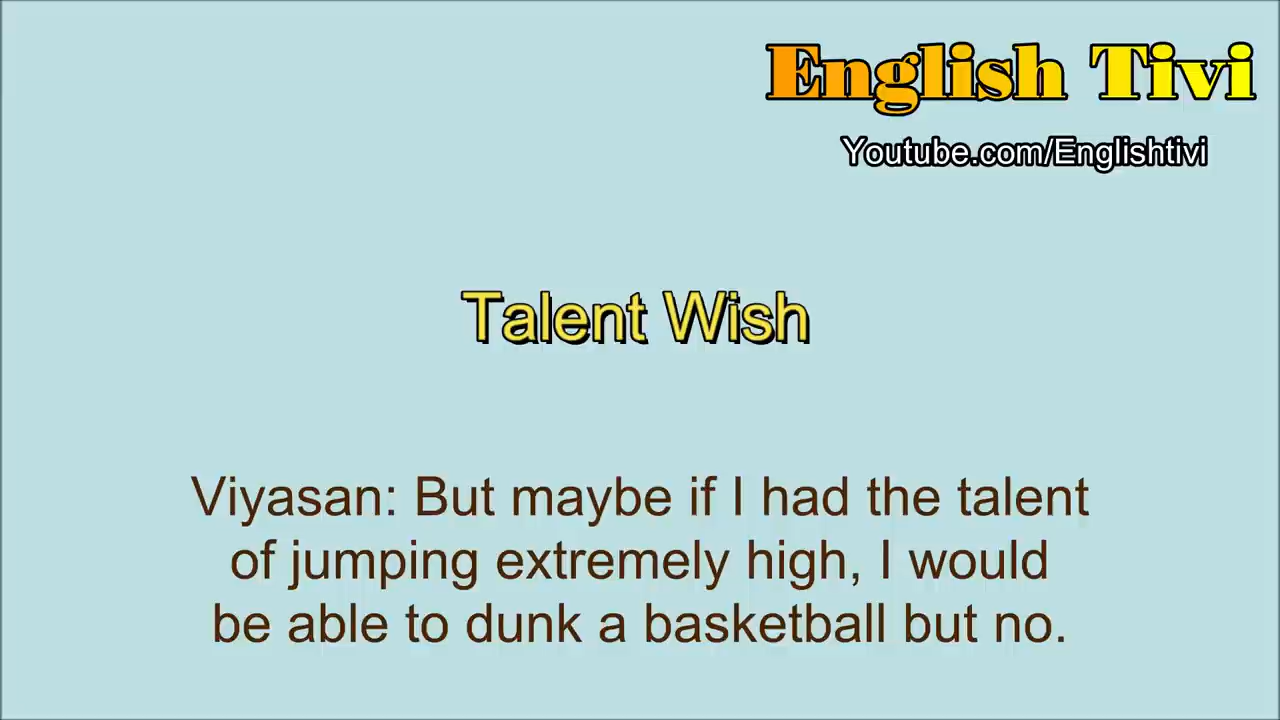 English Tivi
Youtube.com/Englishtivi
Talent Wish
Viyasan: But maybe if I had the talent
of jumping extremely high, I would
be able to dunk a basketball but no.